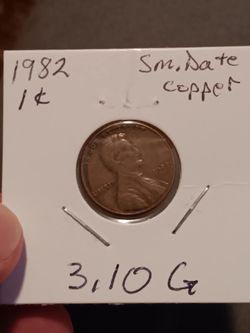 1982 Sm. Date
1¢ copper
3.10 G